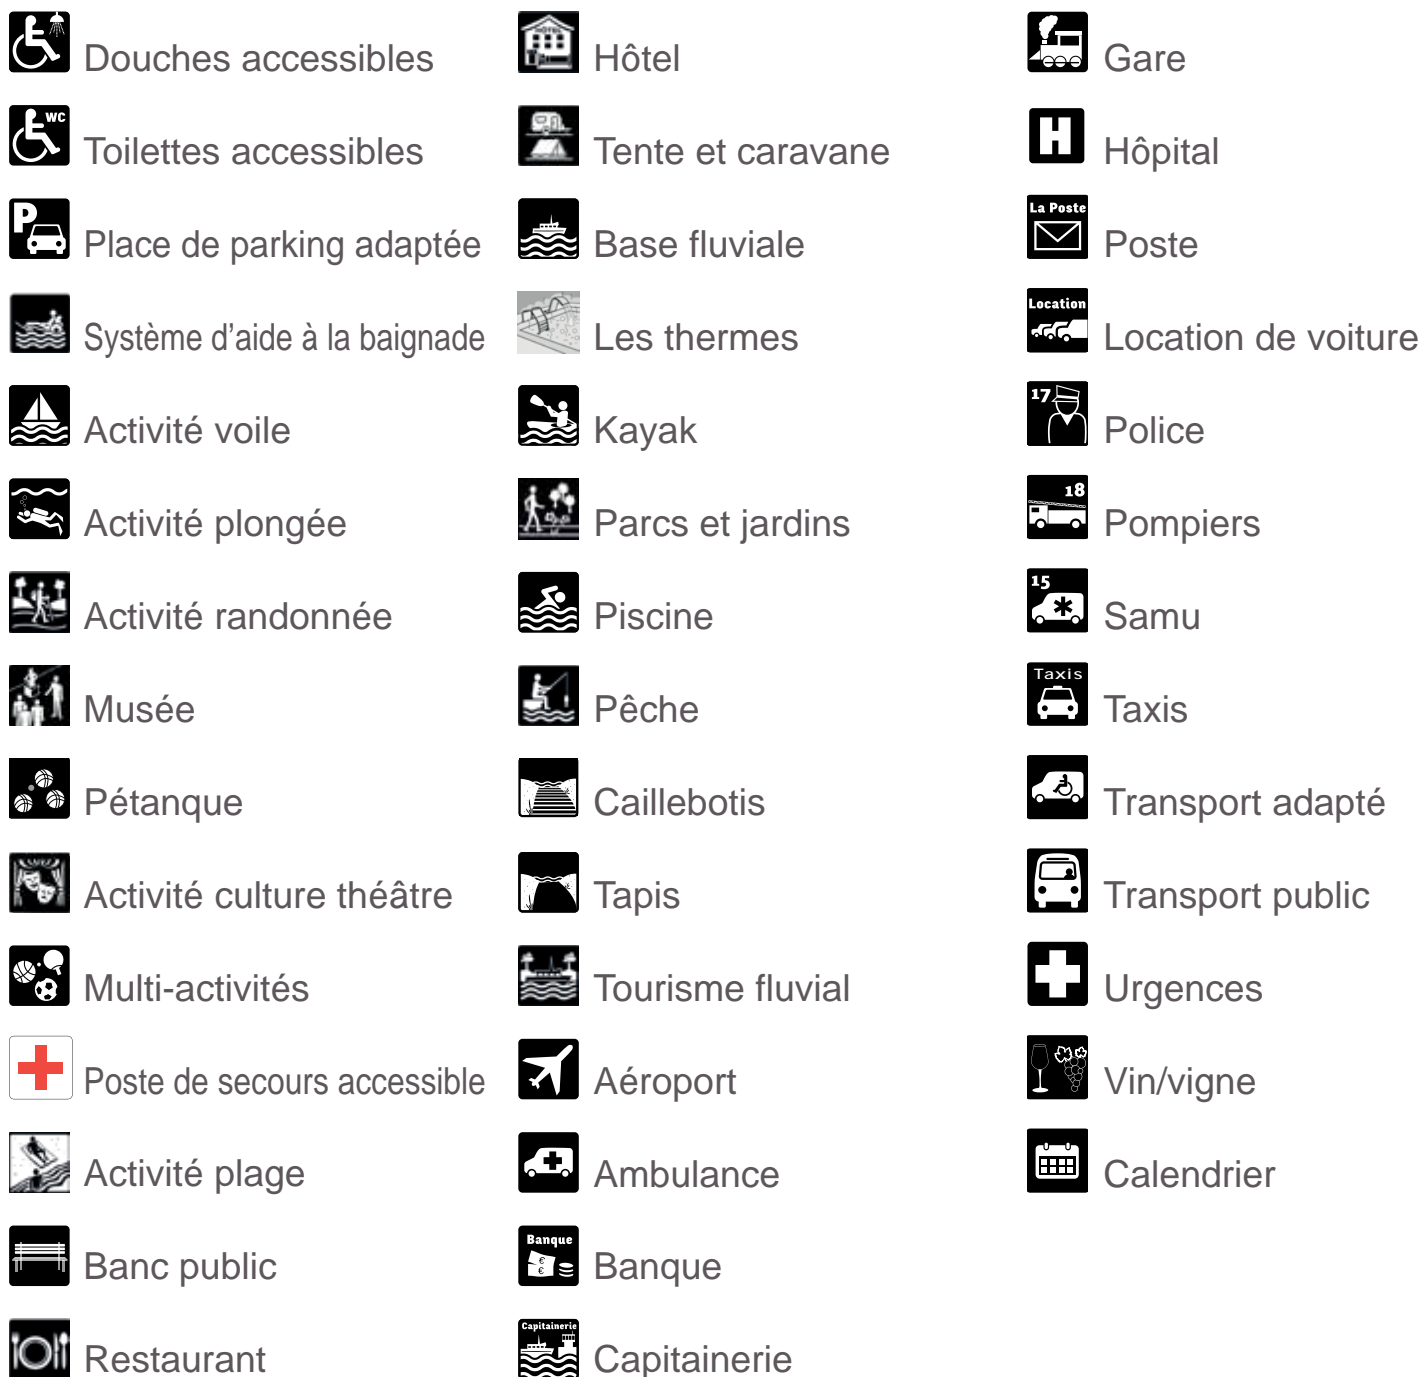 Douches accessibles
WC
Toilettes accessibles
P
Place de parking adaptée
Système d'aide à la baignade
Activité voile
Activité plongée
Activité randonnée
Musée
Pétanque
Activité culture théâtre
Multi-activités
Poste de secours accessible
Activité plage
Banc public
Restaurant
HÔTEL
Hôtel
Tente et caravane
Base fluviale
Les thermes
Kayak
Parcs et jardins
Piscine
Pêche
Caillebotis
Tapis
Tourisme fluvial
Aéroport
Ambulance
Banque
€
€
Banque
Capitainerie
Capitainerie
Gare
H
Hôpital
La Poste
Poste
Location
Location de voiture
17
Police
18
Pompiers
15
Samu
Taxis
Taxis
Transport adapté
Transport public
Urgences
Vin/vigne
Calendrier